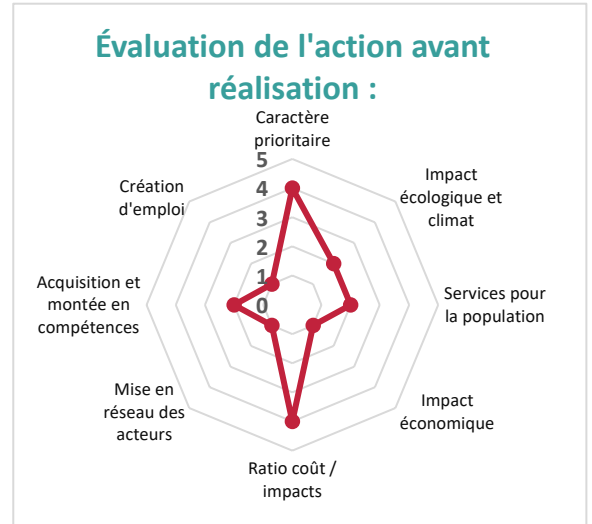 Évaluation de l'action avant
réalisation :
Caractère
prioritaire
5
4
3
2
1
0
Impact
écologique et
climat
Services pour
la population
Impact
économique
Ratio coût /
impacts
Mise en
réseau des
acteurs
Acquisition et
montée en
compétences
Création
d'emploi